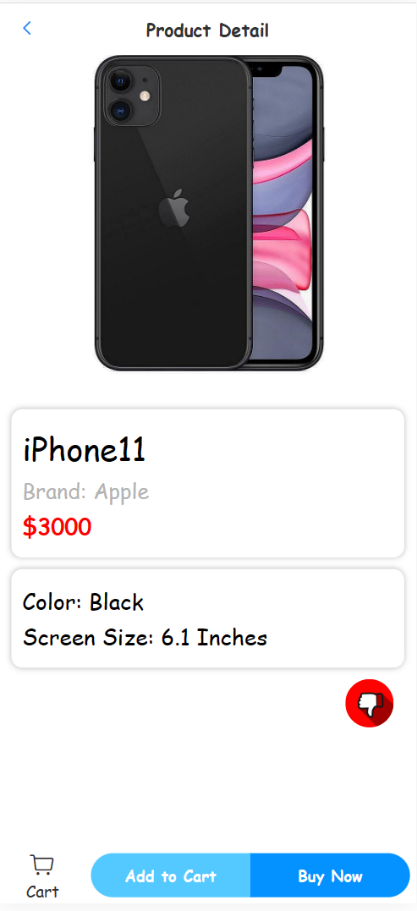 Product Detail
iPhone11
Brand: Apple
$3000
Color: Black
Screen Size: 6.1 Inches
Cart
Add to Cart
Buy Now